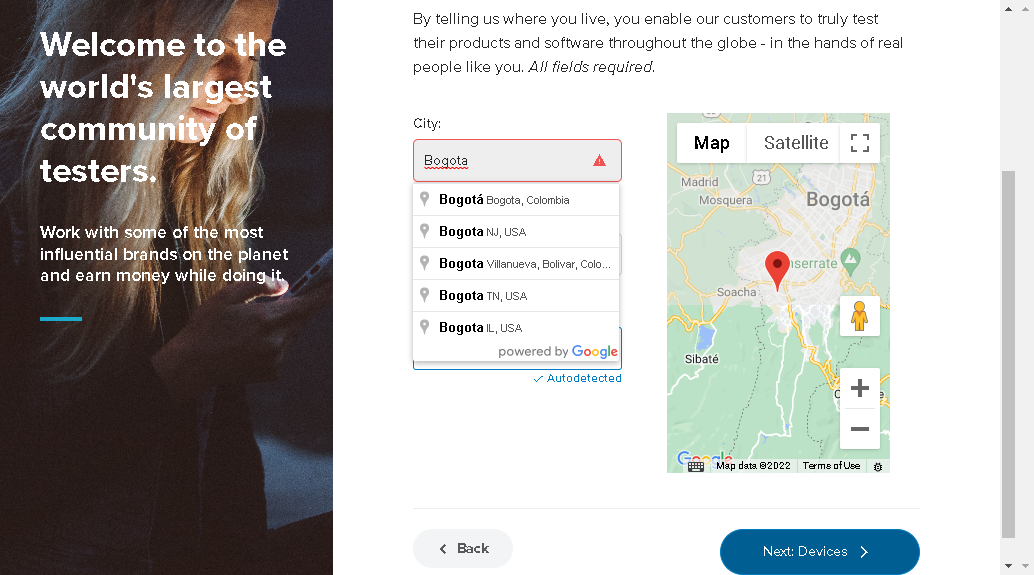 Welcome to the
world's largest
community of
testers.
Work with some of the most
influential brands on the planet
and earn money while doing it.
By telling us where you live, you enable our customers to truly test
their products and software throughout the globe - in the hands of real
people like you. All fields required.
City:
Bogota
Bogotá Bogota, Colombia
Bogota NJ, USA
Bogota Villanueva, Bolivar, Colo...
Bogota TN, USA
Bogota IL, USA
powered by Google
Autodetected
Map Satellite
Madrid
21
Mosquera
Bogotá
nserrate
Soacha
Sibaté
Google
Map data ©2022 Terms of Use
Back
Next: Devices